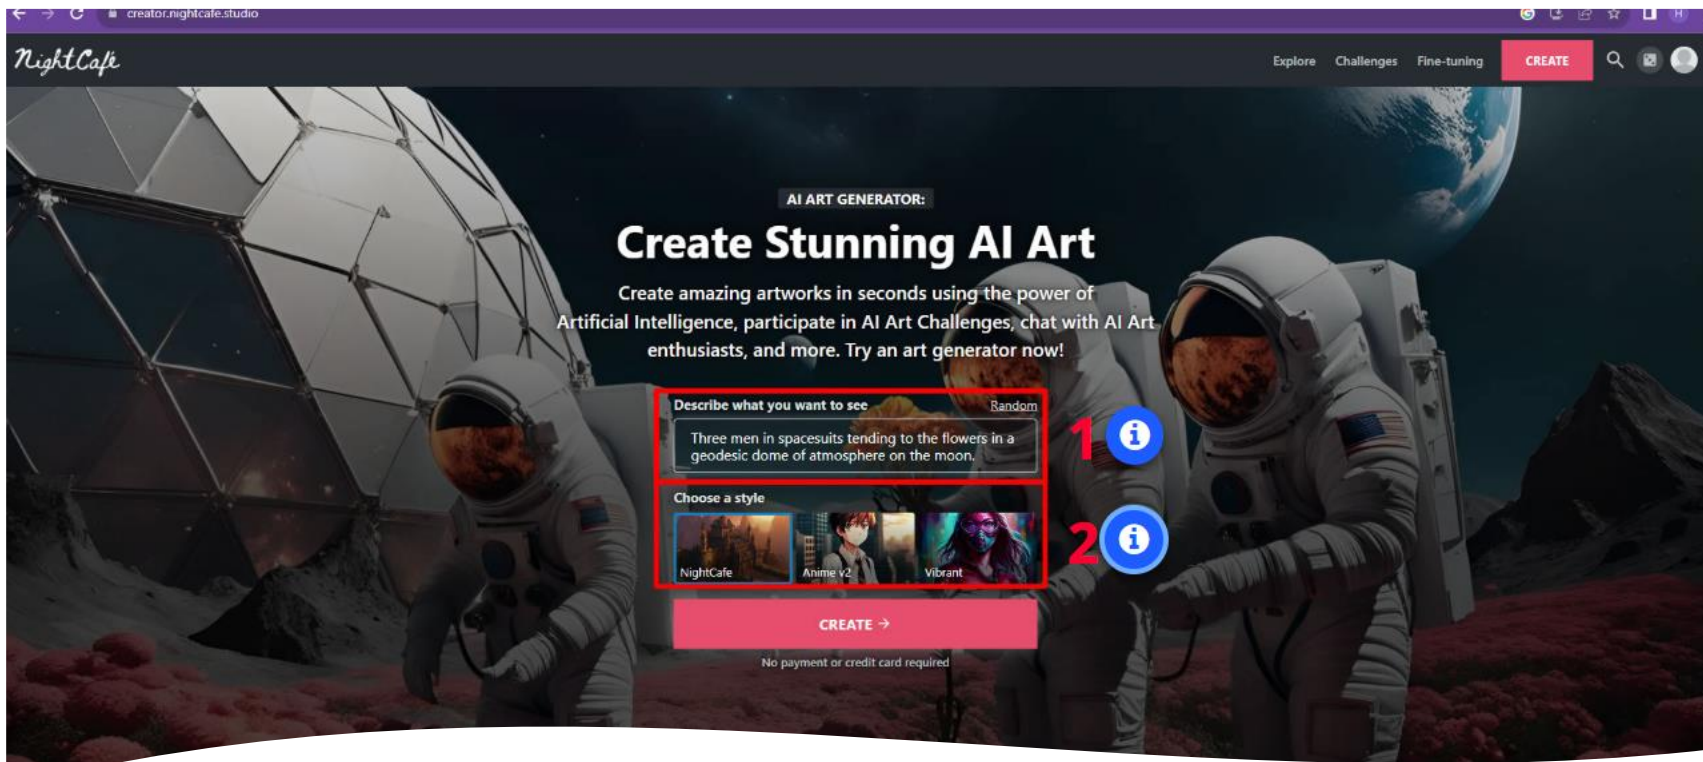 creator.nightcafe.studio
H
NightCafé
Explore Challenges Fine-tuning CREATE
AI ART GENERATOR:
Create Stunning AI Art
Create amazing artworks in seconds using the power of
Artificial Intelligence, participate in AI Art Challenges, chat with AI Art
enthusiasts, and more. Try an art generator now!
Describe what you want to see Random
Three men in spacesuits tending to the flowers in a
geodesic dome of atmosphere on the moon.
1 i
Choose a style
2 i
NightCafe Anime v2 Vibrant
CREATE →
No payment or credit card required